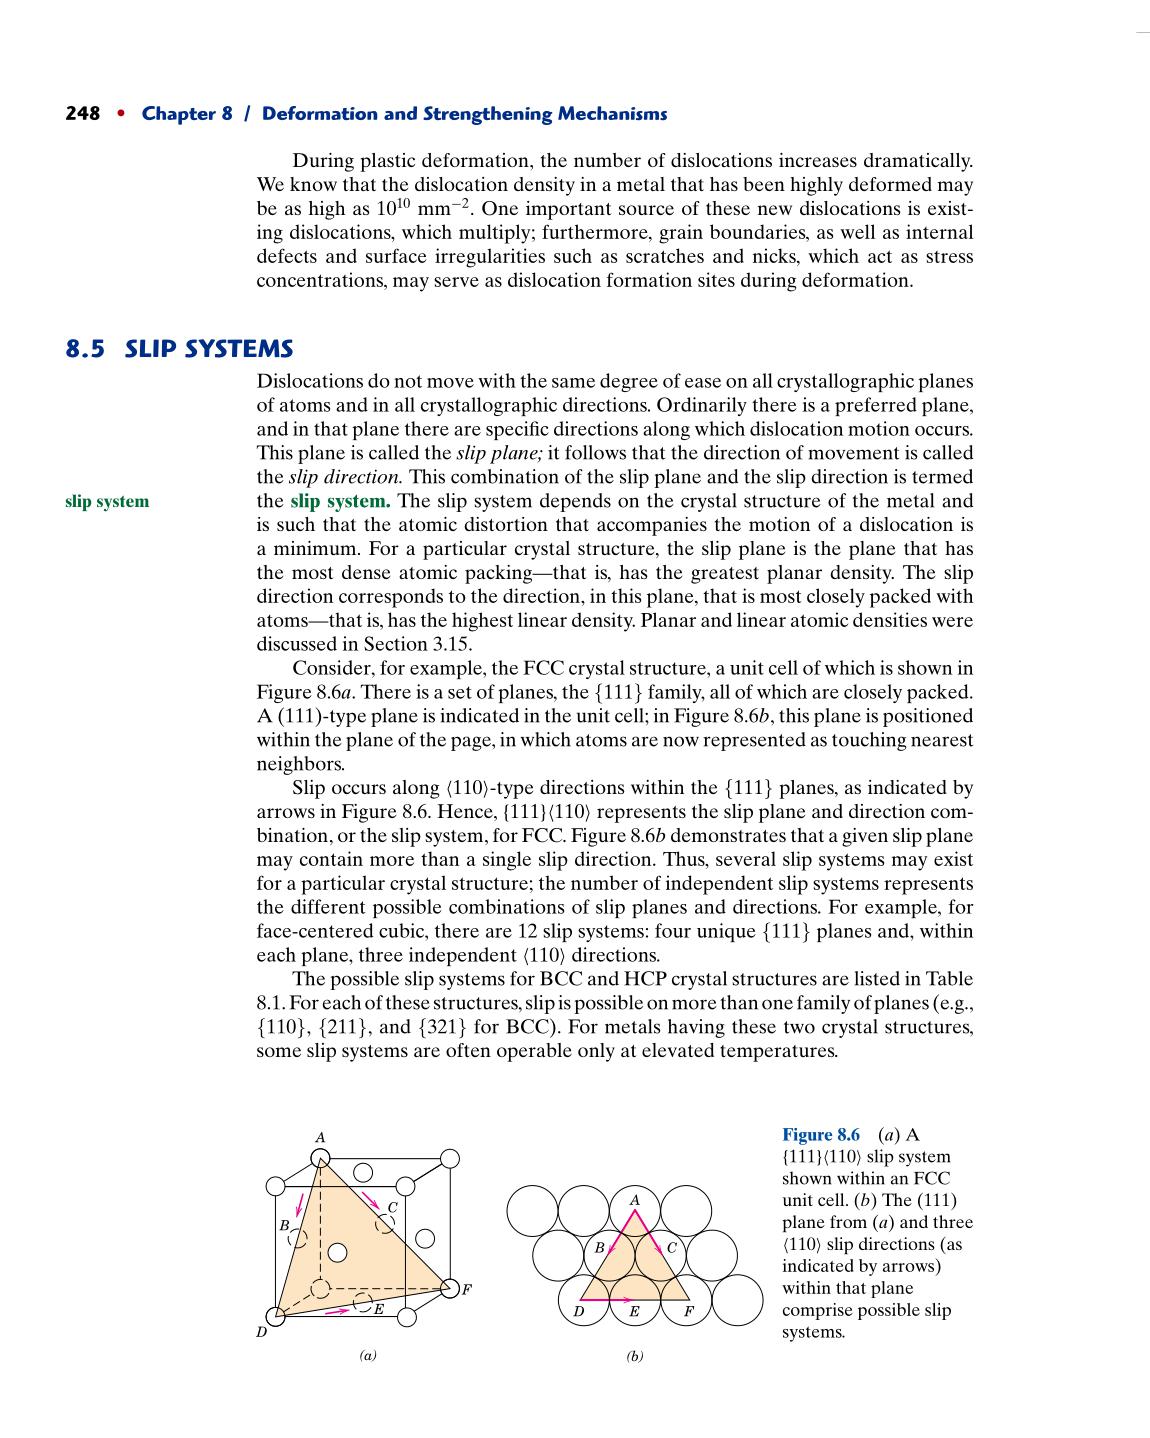 248 • Chapter 8 / Deformation and Strengthening Mechanisms
During plastic deformation, the number of dislocations increases dramatically.
We know that the dislocation density in a metal that has been highly deformed may
be as high as 10¹⁰ mm⁻². One important source of these new dislocations is exist-
ing dislocations, which multiply; furthermore, grain boundaries, as well as internal
defects and surface irregularities such as scratches and nicks, which act as stress
concentrations, may serve as dislocation formation sites during deformation.
8.5 SLIP SYSTEMS
Dislocations do not move with the same degree of ease on all crystallographic planes
of atoms and in all crystallographic directions. Ordinarily there is a preferred plane,
and in that plane there are specific directions along which dislocation motion occurs.
This plane is called the slip plane; it follows that the direction of movement is called
the slip direction. This combination of the slip plane and the slip direction is termed
slip system
the slip system. The slip system depends on the crystal structure of the metal and
is such that the atomic distortion that accompanies the motion of a dislocation is
a minimum. For a particular crystal structure, the slip plane is the plane that has
the most dense atomic packing—that is, has the greatest planar density. The slip
direction corresponds to the direction, in this plane, that is most closely packed with
atoms—that is, has the highest linear density. Planar and linear atomic densities were
discussed in Section 3.15.
Consider, for example, the FCC crystal structure, a unit cell of which is shown in
Figure 8.6a. There is a set of planes, the {111} family, all of which are closely packed.
A (111)-type plane is indicated in the unit cell; in Figure 8.6b, this plane is positioned
within the plane of the page, in which atoms are now represented as touching nearest
neighbors.
Slip occurs along ⟨110⟩-type directions within the {111} planes, as indicated by
arrows in Figure 8.6. Hence, {111}⟨110⟩ represents the slip plane and direction com-
bination, or the slip system, for FCC. Figure 8.6b demonstrates that a given slip plane
may contain more than a single slip direction. Thus, several slip systems may exist
for a particular crystal structure; the number of independent slip systems represents
the different possible combinations of slip planes and directions. For example, for
face-centered cubic, there are 12 slip systems: four unique {111} planes and, within
each plane, three independent ⟨110⟩ directions.
The possible slip systems for BCC and HCP crystal structures are listed in Table
8.1. For each of these structures, slip is possible on more than one family of planes (e.g.,
{110}, {211}, and {321} for BCC). For metals having these two crystal structures,
some slip systems are often operable only at elevated temperatures.
A
B
C
D
E
F
(a)
A
B
C
D
E
F
(b)
Figure 8.6 (a) A
{111}⟨110⟩ slip system
shown within an FCC
unit cell. (b) The (111)
plane from (a) and three
⟨110⟩ slip directions (as
indicated by arrows)
within that plane
comprise possible slip
systems.